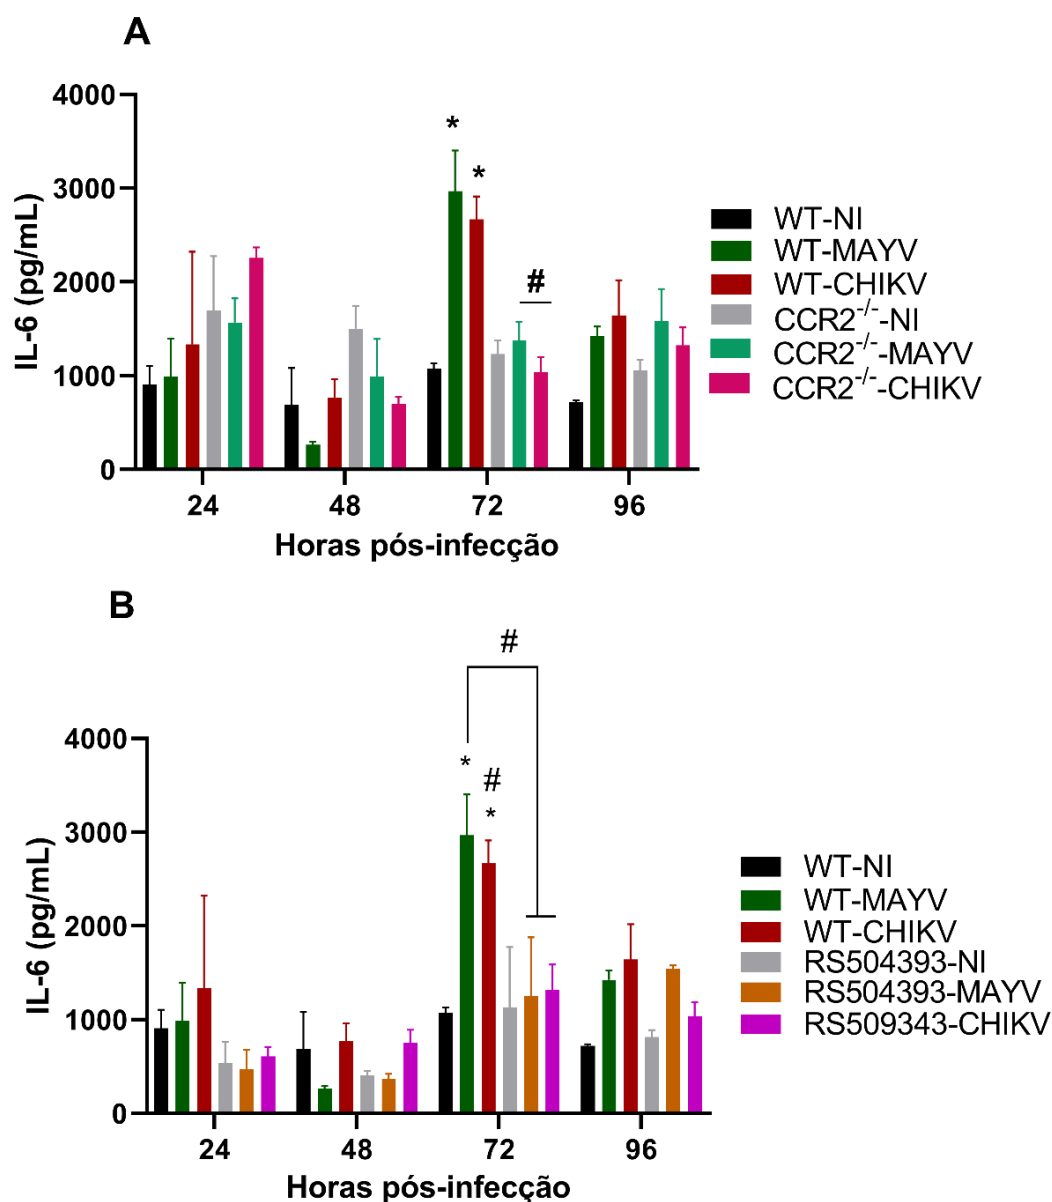 A
4000
3000
2000
1000
0
IL-6 (pg/mL)
* * #
24 48 72 96
Horas pós-infecção
WT-NI
WT-MAYV
WT-CHIKV
CCR2-/--NI
CCR2-/--MAYV
CCR2-/--CHIKV
B
#
4000
3000
2000
1000
0
IL-6 (pg/mL)
* #
*
24 48 72 96
Horas pós-infecção
WT-NI
WT-MAYV
WT-CHIKV
RS504393-NI
RS504393-MAYV
RS509343-CHIKV